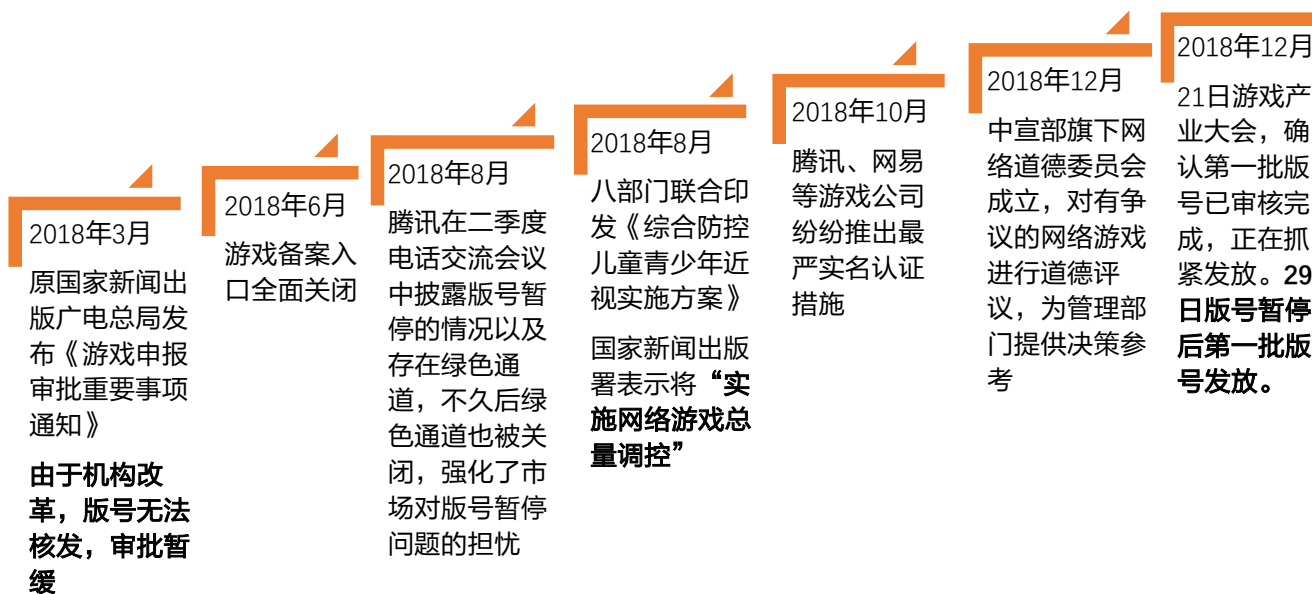 2018年3月
原国家新闻出
版广电总局发
布《游戏申报
审批重要事项
通知》
由于机构改
革，版号无法
核发，审批暂
缓
2018年6月
游戏备案入
口全面关闭
2018年8月
腾讯在二季度
电话交流会议
中披露版号暂
停的情况以及
存在绿色通
道，不久后绿
色通道也被关
闭，强化了市
场对版号暂停
问题的担忧
2018年8月
八部门联合印
发《综合防控
儿童青少年近
视实施方案》
国家新闻出版
署表示将“实
施网络游戏总
量调控”
2018年10月
腾讯、网易
等游戏公司
纷纷推出最
严实名认证
措施
2018年12月
中宣部旗下网
络道德委员会
成立，对有争
议的网络游戏
进行道德评
议，为管理部
门提供决策参
考
2018年12月
21日游戏产
业大会，确
认第一批版
号已审核完
成，正在抓
紧发放。29
日版号暂停
后第一批版
号发放。